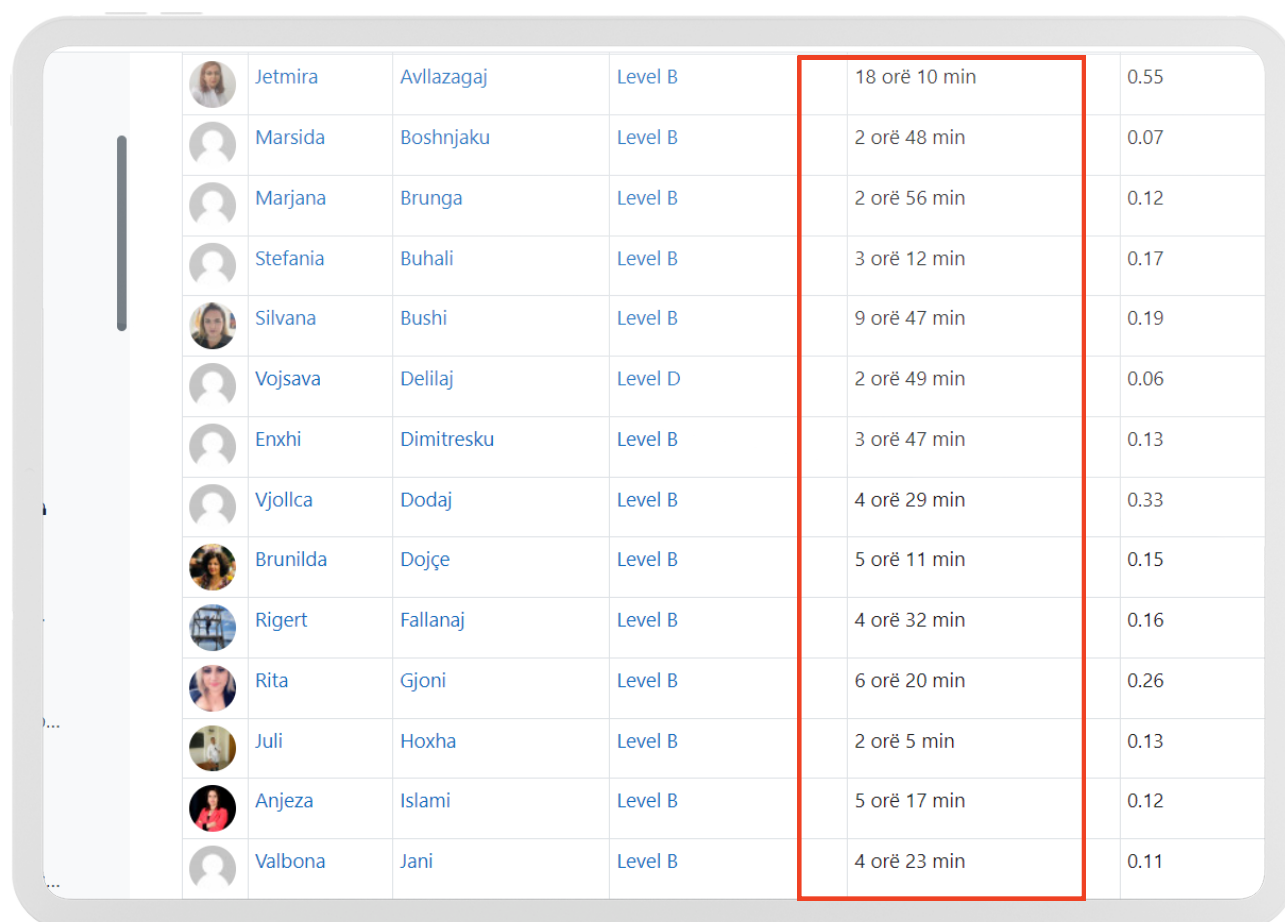 Jetmira Avllazagaj Level B 18 orë 10 min 0.55
Marsida Boshnjaku Level B 2 orë 48 min 0.07
Marjana Brunga Level B 2 orë 56 min 0.12
Stefania Buhali Level B 3 orë 12 min 0.17
Silvana Bushi Level B 9 orë 47 min 0.19
Vojsava Delilaj Level D 2 orë 49 min 0.06
Enxhi Dimitresku Level B 3 orë 47 min 0.13
Vjollca Dodaj Level B 4 orë 29 min 0.33
Brunilda Dojçe Level B 5 orë 11 min 0.15
Rigert Fallanaj Level B 4 orë 32 min 0.16
Rita Gjoni Level B 6 orë 20 min 0.26
Juli Hoxha Level B 2 orë 5 min 0.13
Anjeza Islami Level B 5 orë 17 min 0.12
Valbona Jani Level B 4 orë 23 min 0.11